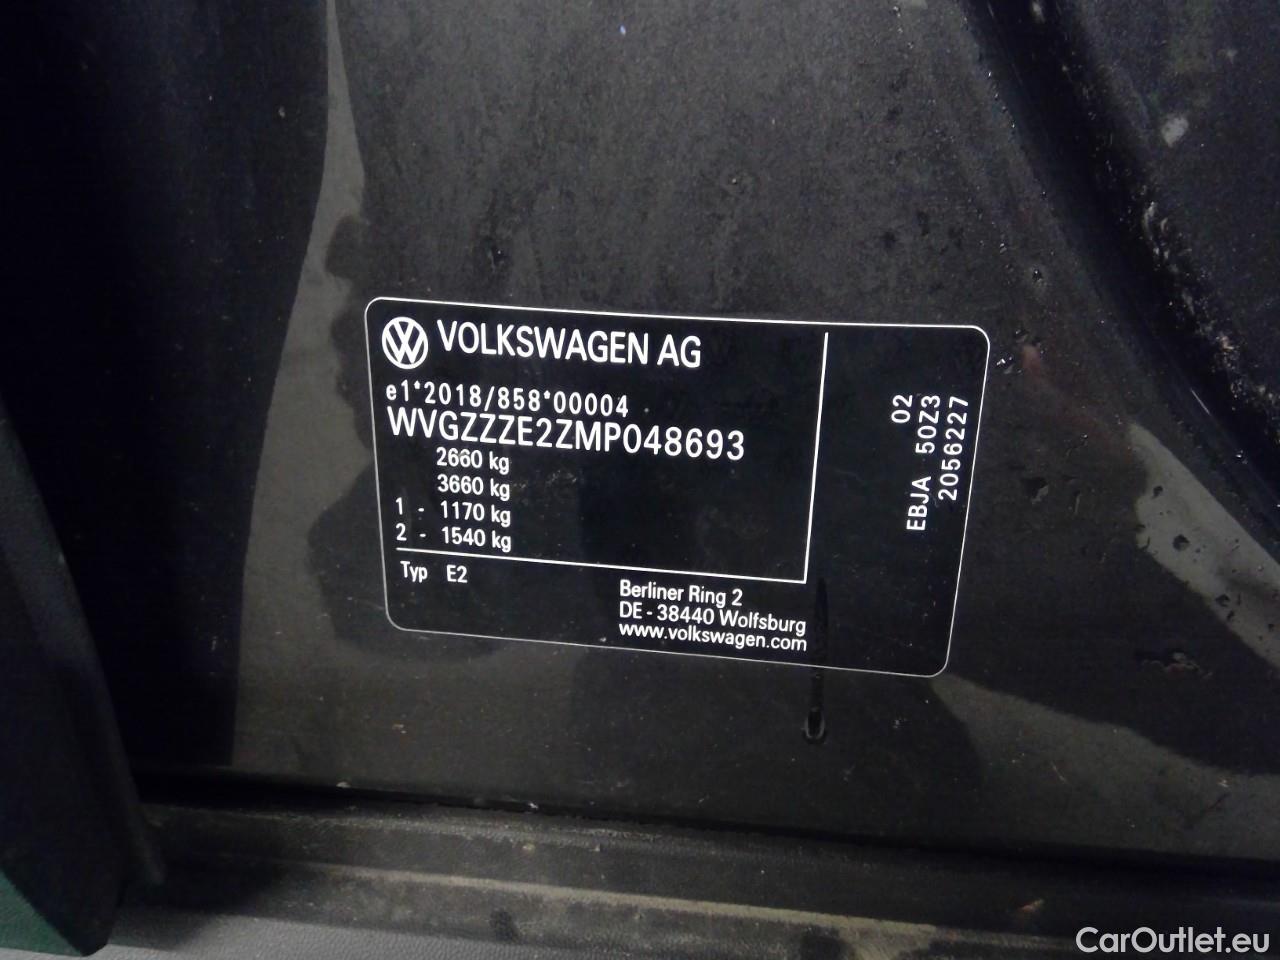 VOLKSWAGEN AG
e1*2018/858*00004
WVGZZZE2ZMP048693
2660 kg
3660 kg
1 - 1170 kg
2 - 1540 kg
Typ E2
Berliner Ring 2
DE - 38440 Wolfsburg
www.volkswagen.com
02
EBJA 50Z3
2056227
CarOutlet.eu